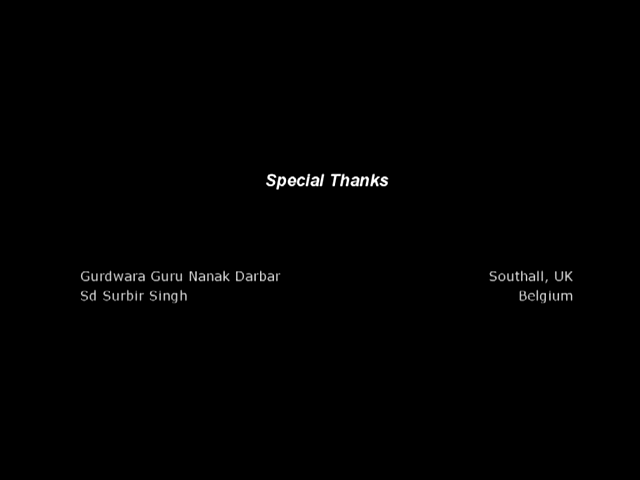 Special Thanks
Gurdwara Guru Nanak Darbar Southall, UK
Sd Surbir Singh Belgium